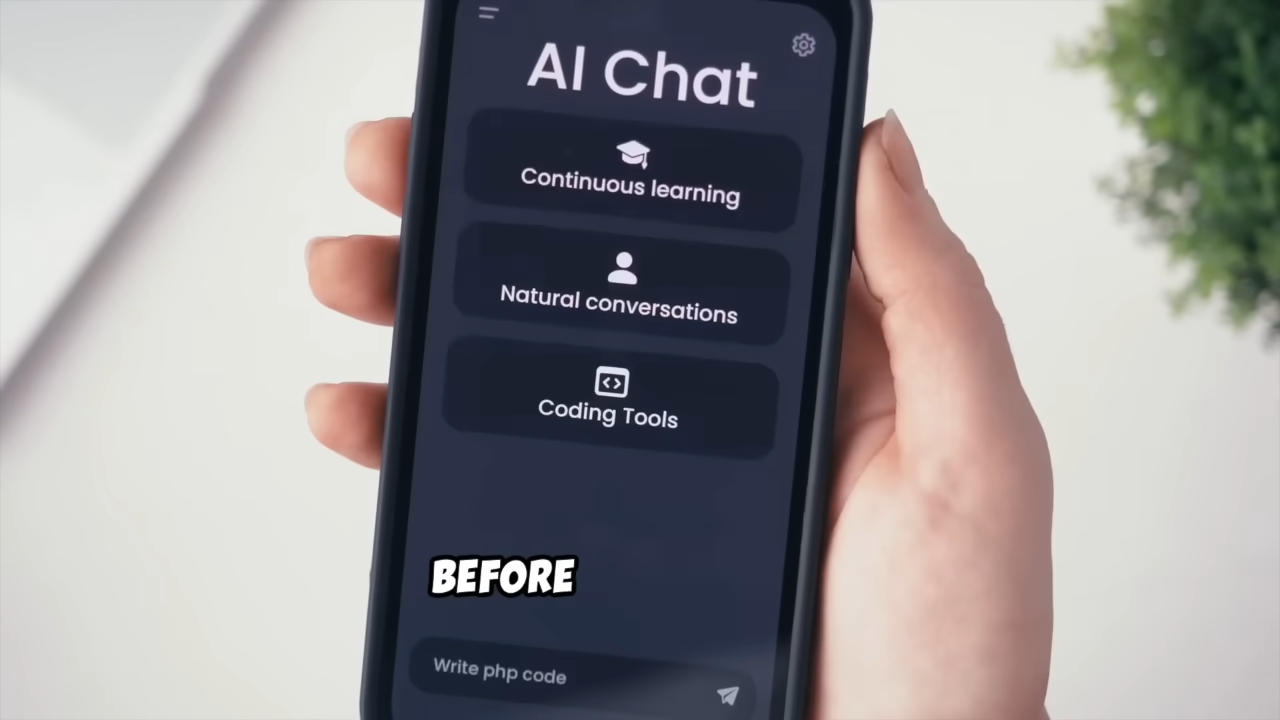 AI Chat
Continuous learning
Natural conversations
Coding Tools
BEFORE
Write php code